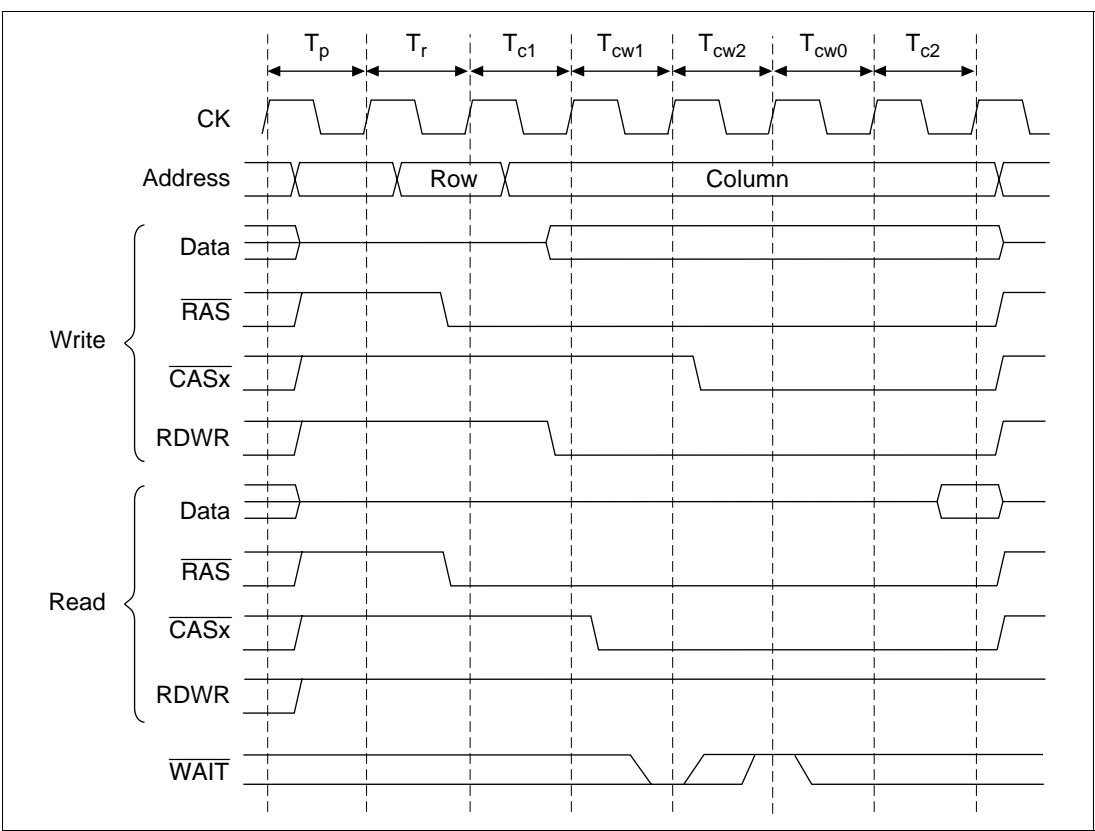 Tp Tr Tc1 Tcw1 Tcw2 Tcw0 Tc2
CK
Address Row Column
Data
RAS
Write
CASx
RDWR
Data
RAS
Read
CASx
RDWR
WAIT